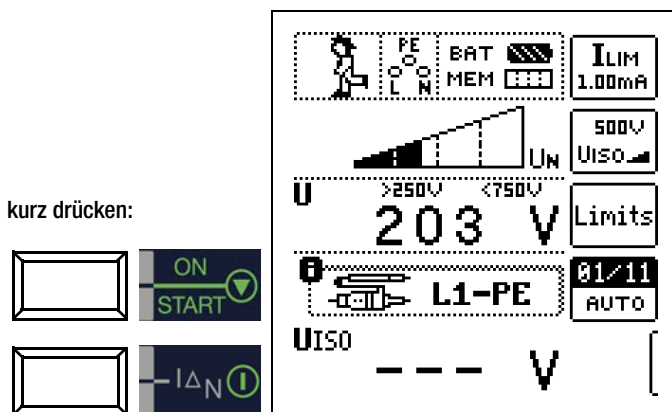 kurz drücken:
ON
START
IΔN
PE
L N
BAT
MEM
ILIM
1.00mA
UN
500V
UISO
U >250V <750V
203 V
Limits
L1-PE
01/11
AUTO
UISO
--- V